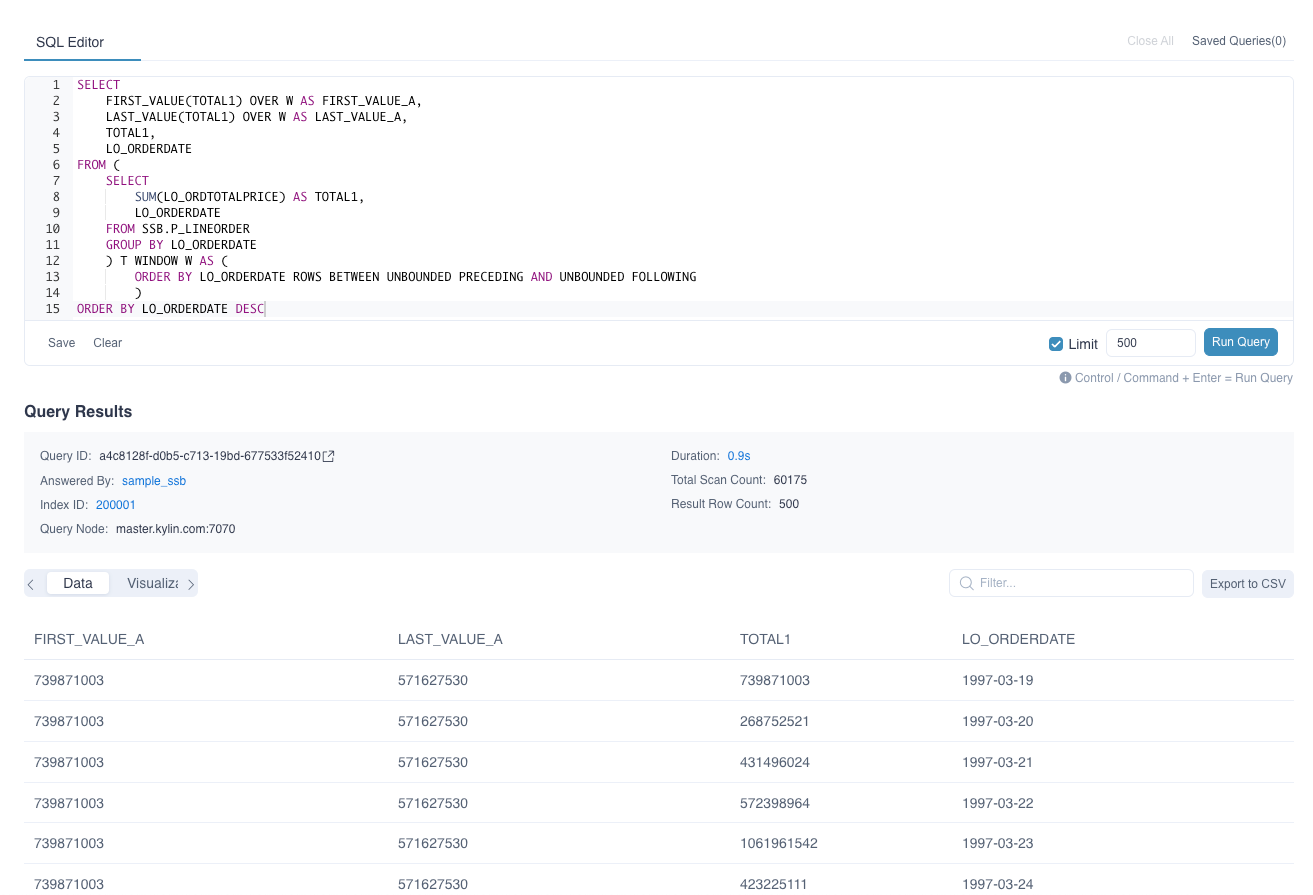 SQL Editor
Close All Saved Queries(0)
1 SELECT
2 FIRST_VALUE(TOTAL1) OVER W AS FIRST_VALUE_A,
3 LAST_VALUE(TOTAL1) OVER W AS LAST_VALUE_A,
4 TOTAL1,
5 LO_ORDERDATE
6 FROM (
7 SELECT
8 SUM(LO_ORDTOTALPRICE) AS TOTAL1,
9 LO_ORDERDATE
10 FROM SSB.P_LINEORDER
11 GROUP BY LO_ORDERDATE
12 ) T WINDOW W AS (
13 ORDER BY LO_ORDERDATE ROWS BETWEEN UNBOUNDED PRECEDING AND UNBOUNDED FOLLOWING
14 )
15 ORDER BY LO_ORDERDATE DESC
Save Clear Limit 500 Run Query
Control / Command + Enter = Run Query
Query Results
Query ID: a4c8128f-d0b5-c713-19bd-677533f52410 Duration: 0.9s
Answered By: sample_ssb Total Scan Count: 60175
Index ID: 200001 Result Row Count: 500
Query Node: master.kylin.com:7070
Data Visualiza Filter... Export to CSV
FIRST_VALUE_A LAST_VALUE_A TOTAL1 LO_ORDERDATE
739871003 571627530 739871003 1997-03-19
739871003 571627530 268752521 1997-03-20
739871003 571627530 431496024 1997-03-21
739871003 571627530 572398964 1997-03-22
739871003 571627530 1061961542 1997-03-23
739871003 571627530 423225111 1997-03-24